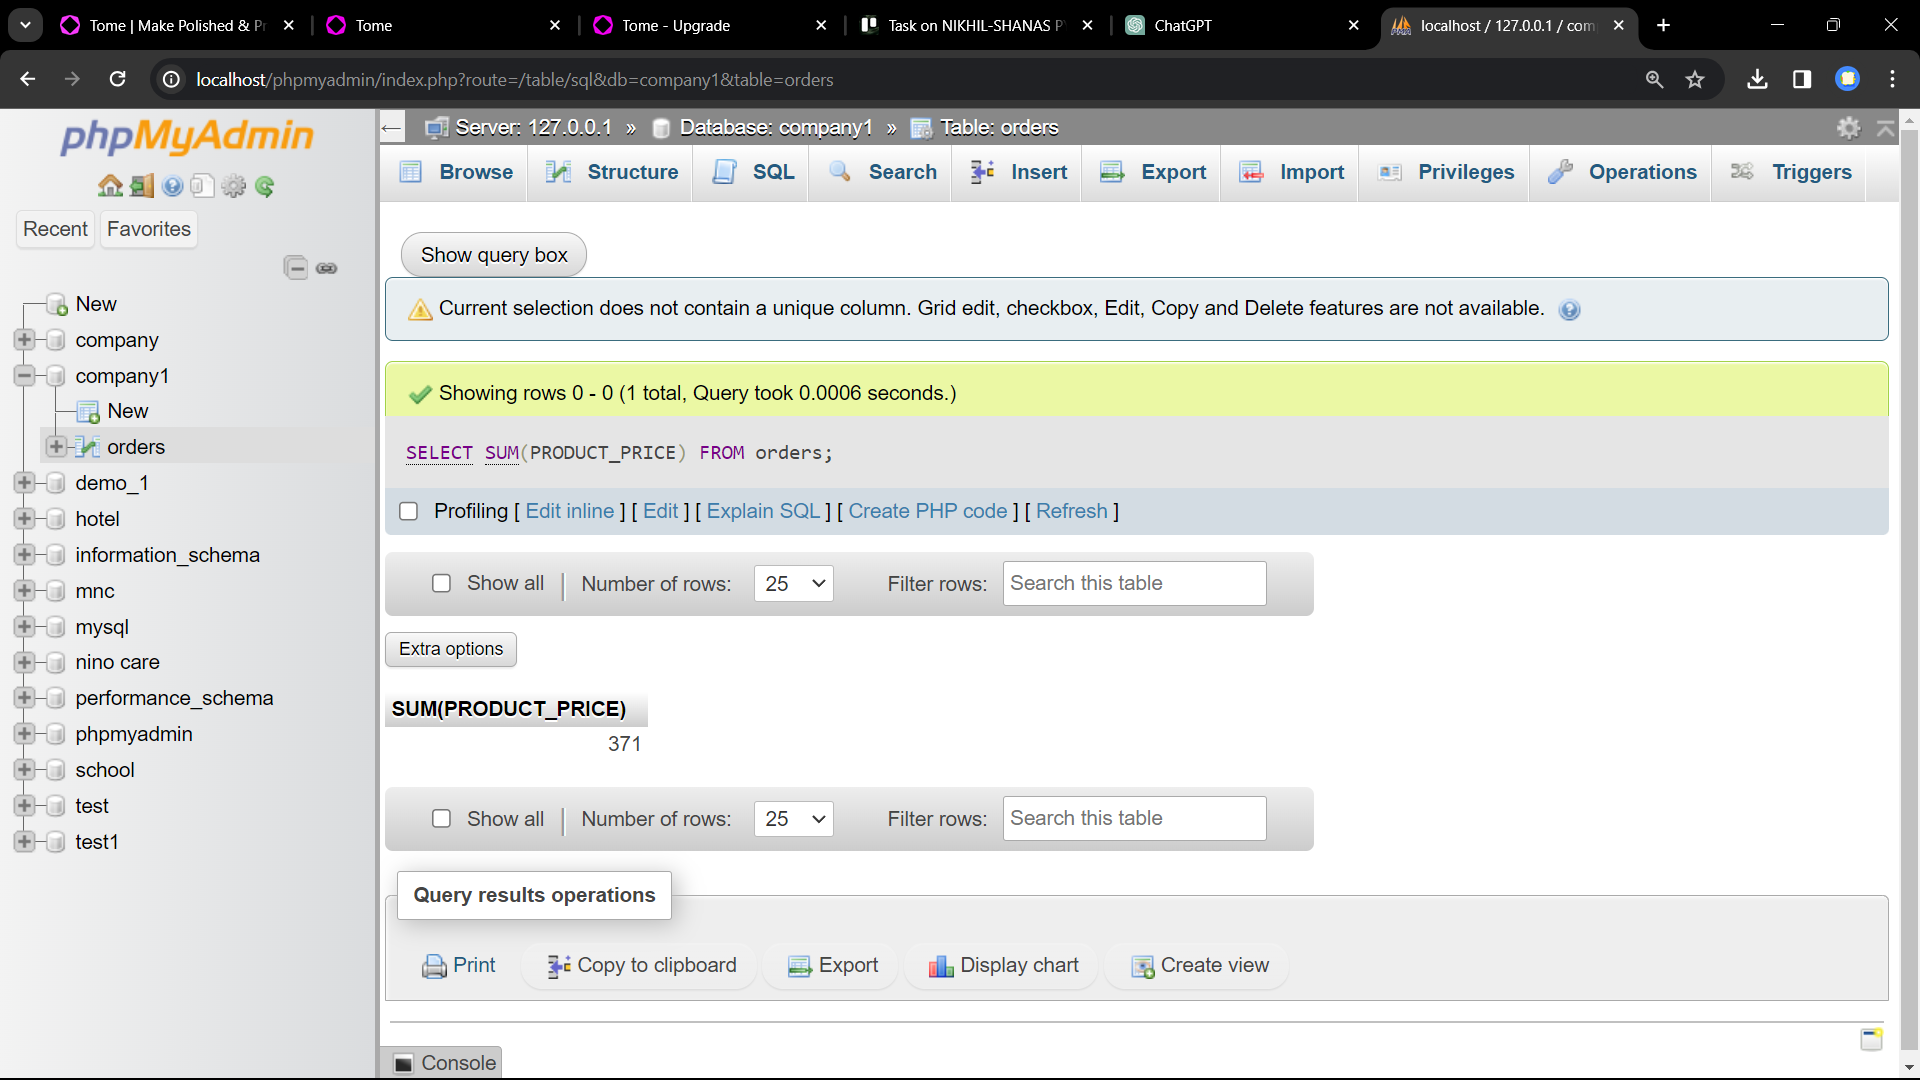 Tome | Make Polished & Pr
Tome
Tome - Upgrade
Task on NIKHIL-SHANAS P
ChatGPT
localhost / 127.0.0.1 / com
localhost/phpmyadmin/index.php?route=/table/sql&db=company1&table=orders
phpMyAdmin
Recent
Favorites
New
company
company1
New
orders
demo_1
hotel
information_schema
mnc
mysql
nino care
performance_schema
phpmyadmin
school
test
test1
Server: 127.0.0.1 » Database: company1 » Table: orders
Browse
Structure
SQL
Search
Insert
Export
Import
Privileges
Operations
Triggers
Show query box
Current selection does not contain a unique column. Grid edit, checkbox, Edit, Copy and Delete features are not available.
Showing rows 0 - 0 (1 total, Query took 0.0006 seconds.)
SELECT SUM(PRODUCT_PRICE) FROM orders;
Profiling [ Edit inline ] [ Edit ] [ Explain SQL ] [ Create PHP code ] [ Refresh ]
Show all | Number of rows: 25 Filter rows: Search this table
Extra options
SUM(PRODUCT_PRICE)
371
Show all | Number of rows: 25 Filter rows: Search this table
Query results operations
Print
Copy to clipboard
Export
Display chart
Create view
Console